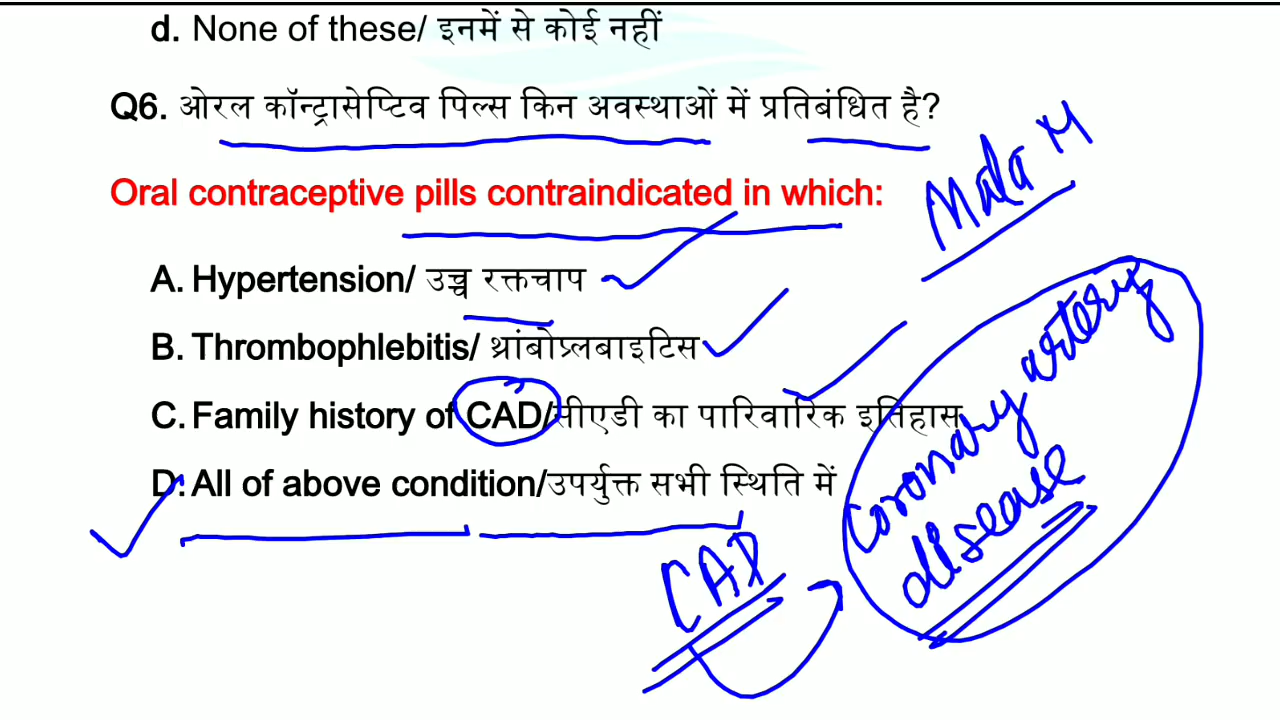 d. None of these/ इनमें से कोई नहीं
Q6. ओरल कॉन्ट्रासेप्टिव पिल्स किन अवस्थाओं में प्रतिबंधित है?
Mala
Oral contraceptive pills contraindicated in which:
A. Hypertension/ उच्च रक्तचाप
B. Thrombophlebitis/ थ्रांबोप्लबाइटिस
C. Family history of CAD/सीएडी का पारिवारिक इतिहास
D. All of above condition/उपर्युक्त सभी स्थिति में
coronary artery
disease
CAD